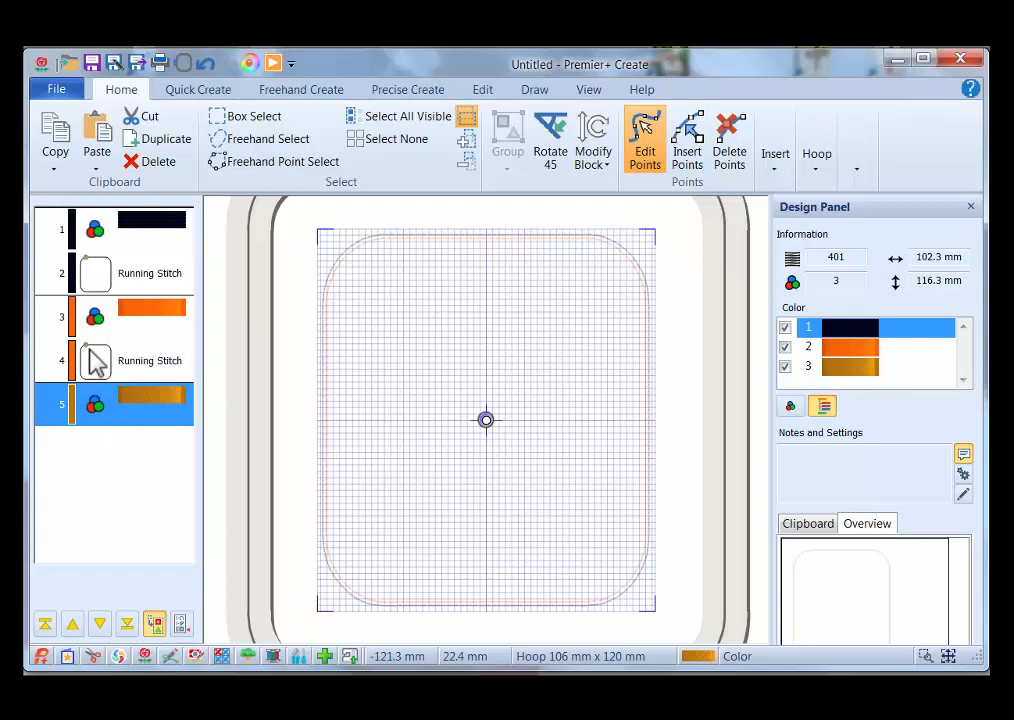 Untitled - Premier+ Create
File Home Quick Create Freehand Create Precise Create Edit Draw View Help
Copy
Paste
Cut
Duplicate
Delete
Clipboard
Box Select
Freehand Select
Freehand Point Select
Select All Visible
Select None
Select
Group
Rotate
45
Modify
Block
Edit
Points
Insert
Points
Delete
Points
Points
Insert
Hoop
1
2 Running Stitch
3
4 Running Stitch
5
Design Panel
Information
401 102.3 mm
3 116.3 mm
Color
1
2
3
Notes and Settings
Clipboard Overview
-121.3 mm 22.4 mm Hoop 106 mm x 120 mm Color